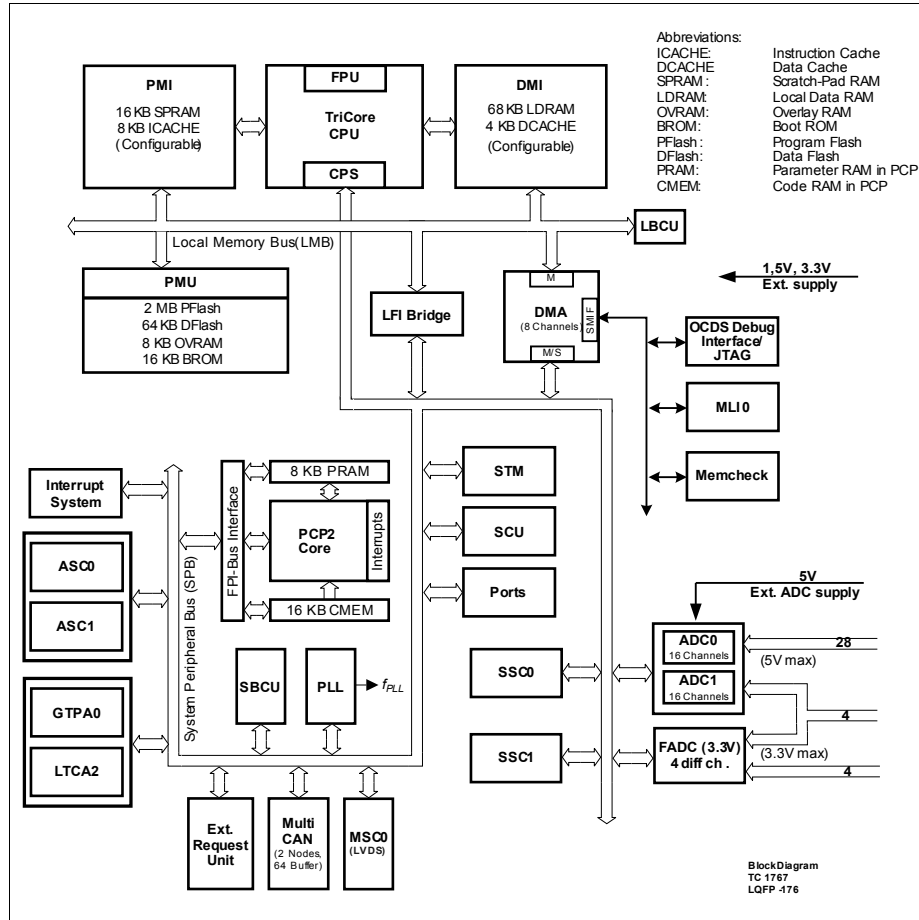 Abbreviations:
ICACHE: Instruction Cache
DCACHE Data Cache
SPRAM : Scratch-Pad RAM
LDRAM: Local Data RAM
OVRAM: Overlay RAM
BROM: Boot ROM
PFlash : Program Flash
DFlash : Data Flash
PRAM : Parameter RAM in PCP
CMEM: Code RAM in PCP
PMI
16 KB SPRAM
8 KB ICACHE
(Configurable)
FPU
TriCore
CPU
CPS
DMI
68 KB LDRAM
4 KB DCACHE
(Configurable)
Local Memory Bus(LMB)
LBCU
PMU
2 MB PFlash
64 KB DFlash
8 KB OVRAM
16 KB BROM
LFI Bridge
M
DMA
(8 Channels)
SMIF
M/S
1,5V, 3.3V
Ext. supply
OCDS Debug
Interface/
JTAG
MLI0
Memcheck
Interrupt
System
ASC0
ASC1
GTPA0
LTCA2
System Peripheral Bus (SPB)
FPI-Bus Interface
8 KB PRAM
PCP2
Core
Interrupts
16 KB CMEM
STM
SCU
Ports
SBCU
PLL
fPLL
SSC0
SSC1
5V
Ext. ADC supply
ADC0
16 Channels
ADC1
16 Channels
28
(5V max)
4
(3.3V max)
FADC (3.3V)
4 diff ch .
4
Ext.
Request
Unit
Multi
CAN
(2 Nodes,
64 Buffer)
MSC0
(LVDS)
BlockDiagram
TC 1767
LQFP -176